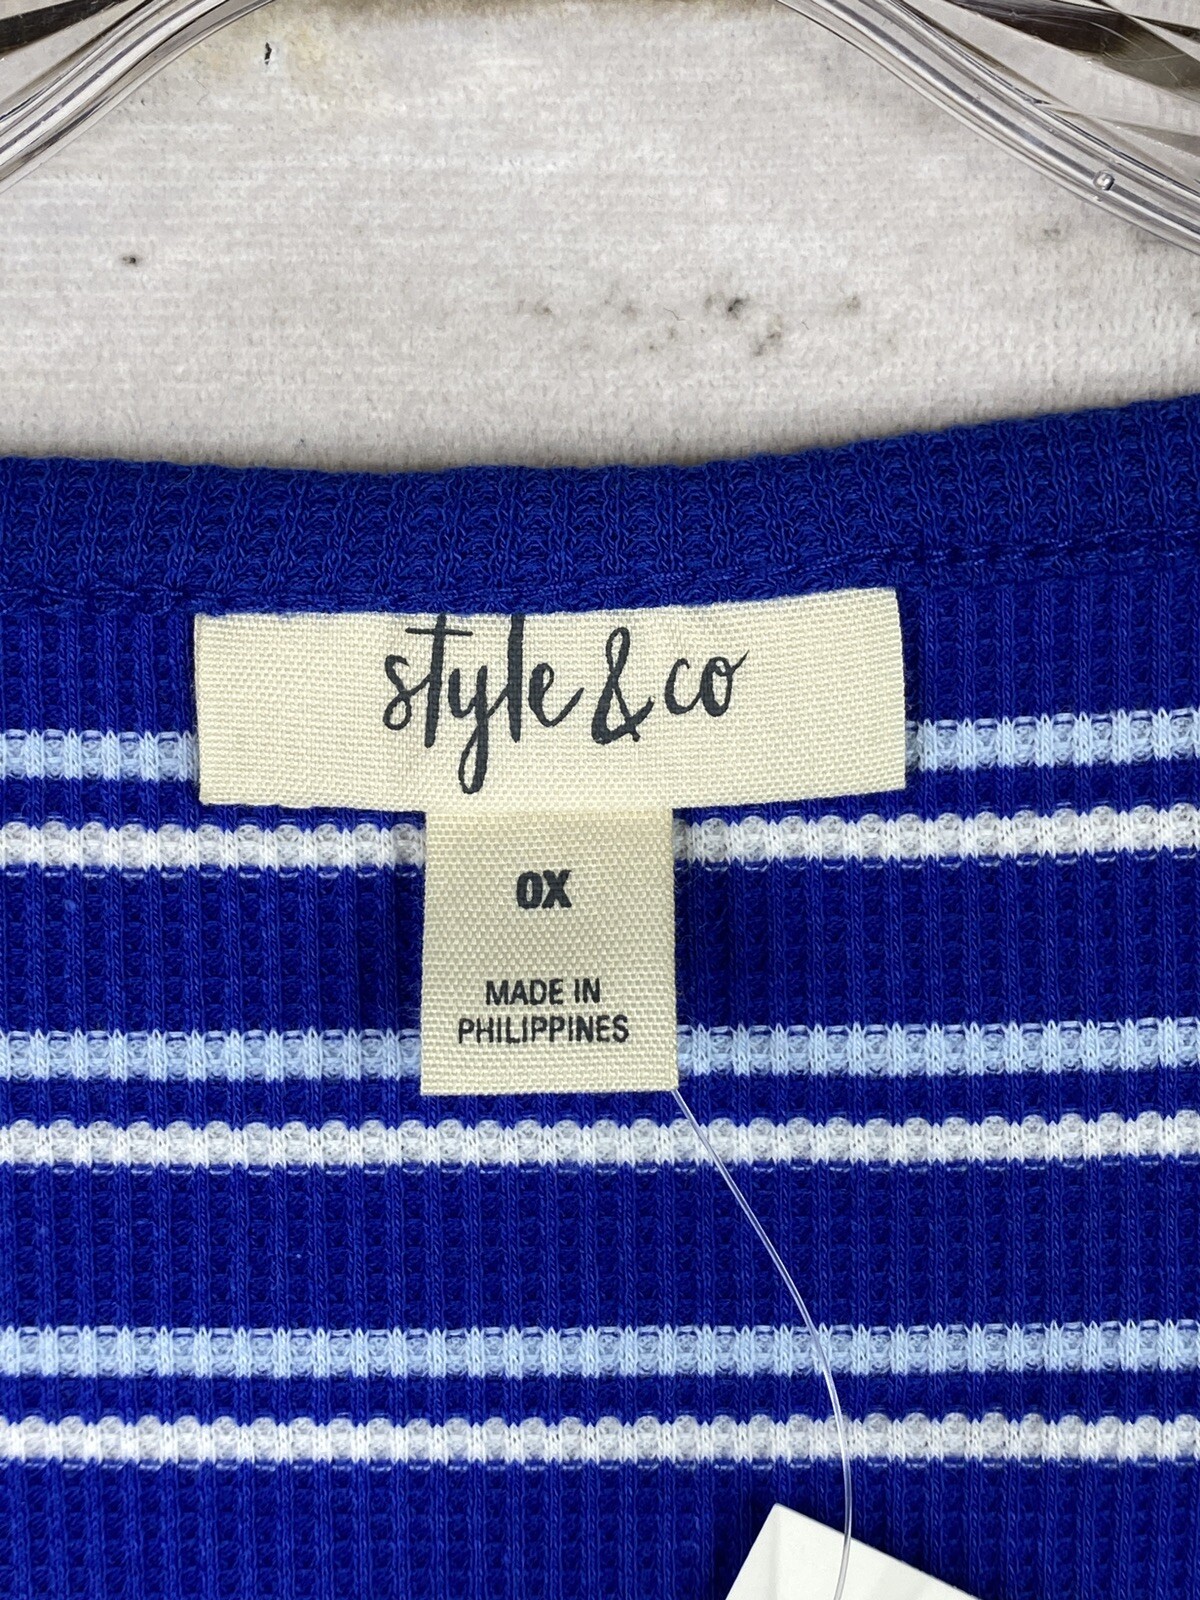 style & co
0X
MADE IN
PHILIPPINES